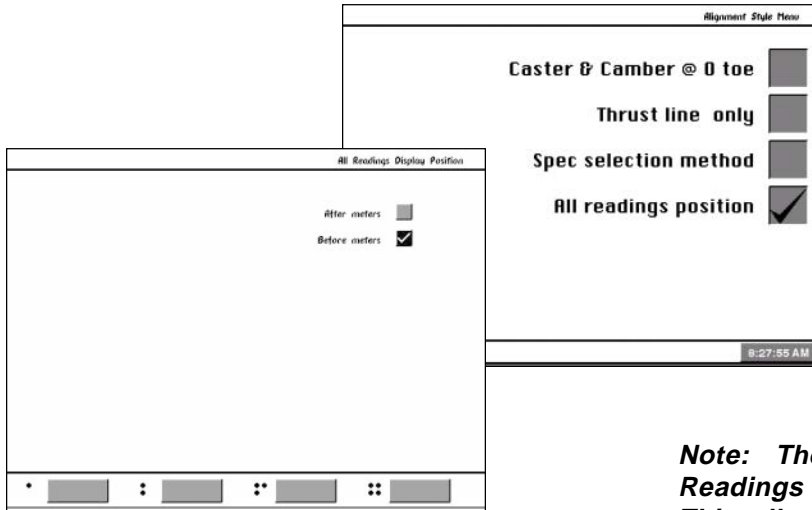 Alignment Style Menu
Caster & Camber @ 0 toe
Thrust line only
Spec selection method
All readings position
8:27:55 AM
All Readings Display Position
After meters
Before meters
Note: The
Readings